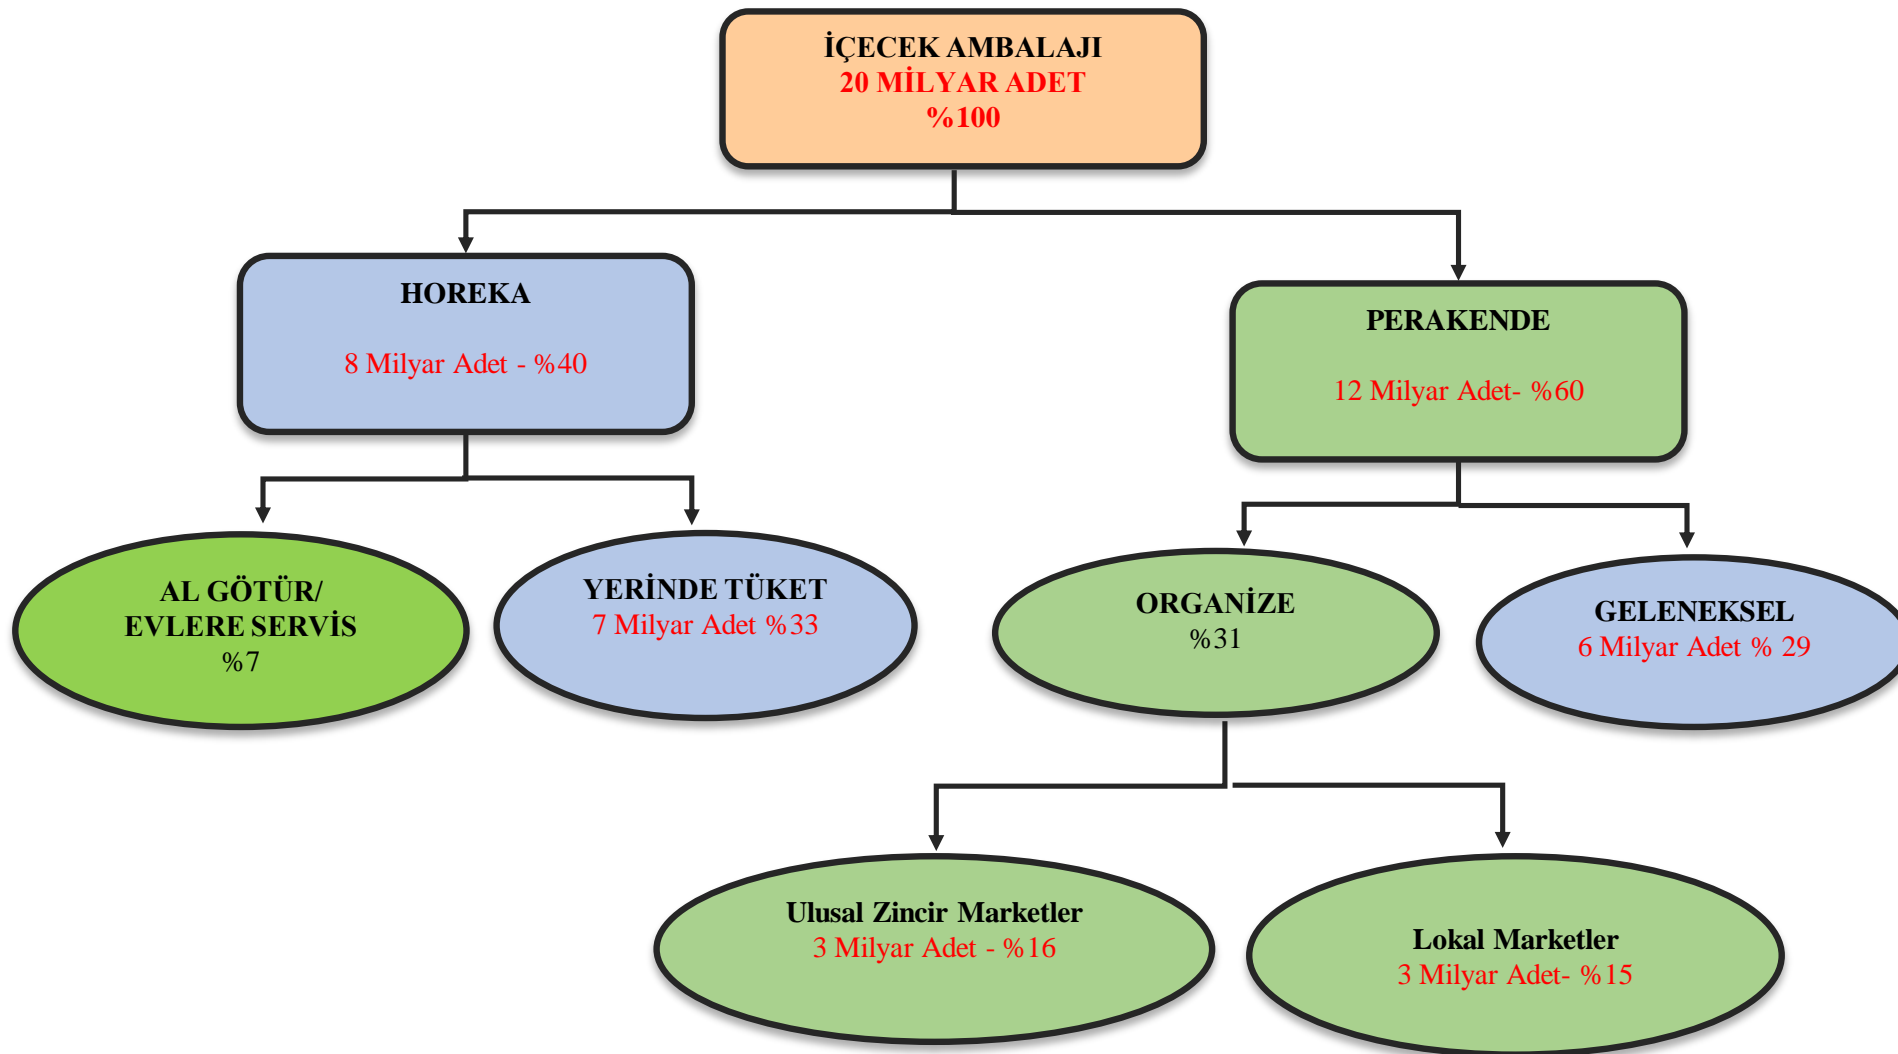 İÇECEK AMBALAJI
20 MİLYAR ADET
%100
HOREKA
8 Milyar Adet - %40
PERAKENDE
12 Milyar Adet- %60
AL GÖTÜR/
EVLERE SERVİS
%7
YERİNDE TÜKET
7 Milyar Adet %33
ORGANİZE
%31
GELENEKSEL
6 Milyar Adet % 29
Ulusal Zincir Marketler
3 Milyar Adet - %16
Lokal Marketler
3 Milyar Adet- %15